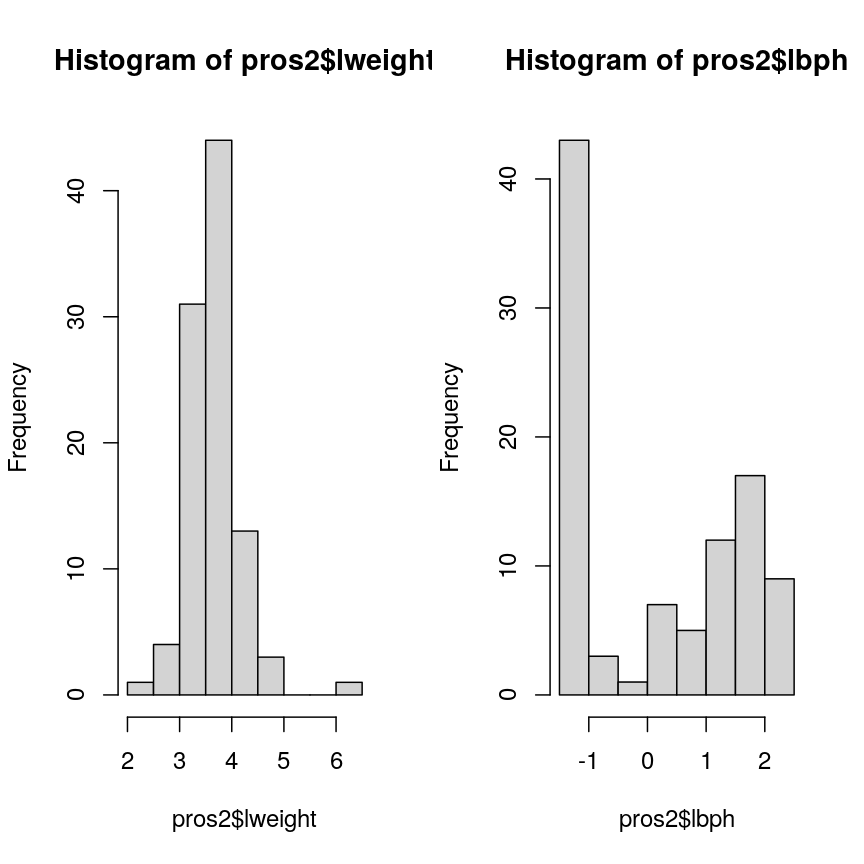 Histogram of pros2$lweight
Frequency
0 10 20 30 40
2 3 4 5 6
pros2$lweight
Histogram of pros2$lbph
Frequency
0 10 20 30 40
-1 0 1 2
pros2$lbph